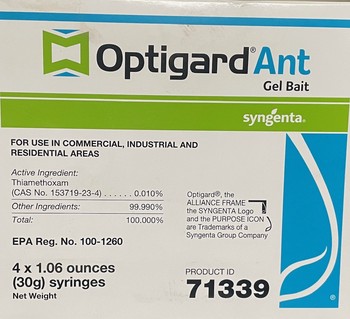 Optigard® Ant
Gel Bait
syngenta®
FOR USE IN COMMERCIAL, INDUSTRIAL AND
RESIDENTIAL AREAS
Active Ingredient:
Thiamethoxam
(CAS No. 153719-23-4) . . . . . . 0.010%
Other Ingredients: 99.990%
Total: 100.000%
Optigard®, the
ALLIANCE FRAME
the SYNGENTA Logo
and the PURPOSE ICON
are Trademarks of a
Syngenta Group Company
EPA Reg. No. 100-1260
4 x 1.06 ounces
(30g) syringes
Net Weight
PRODUCT ID
71339